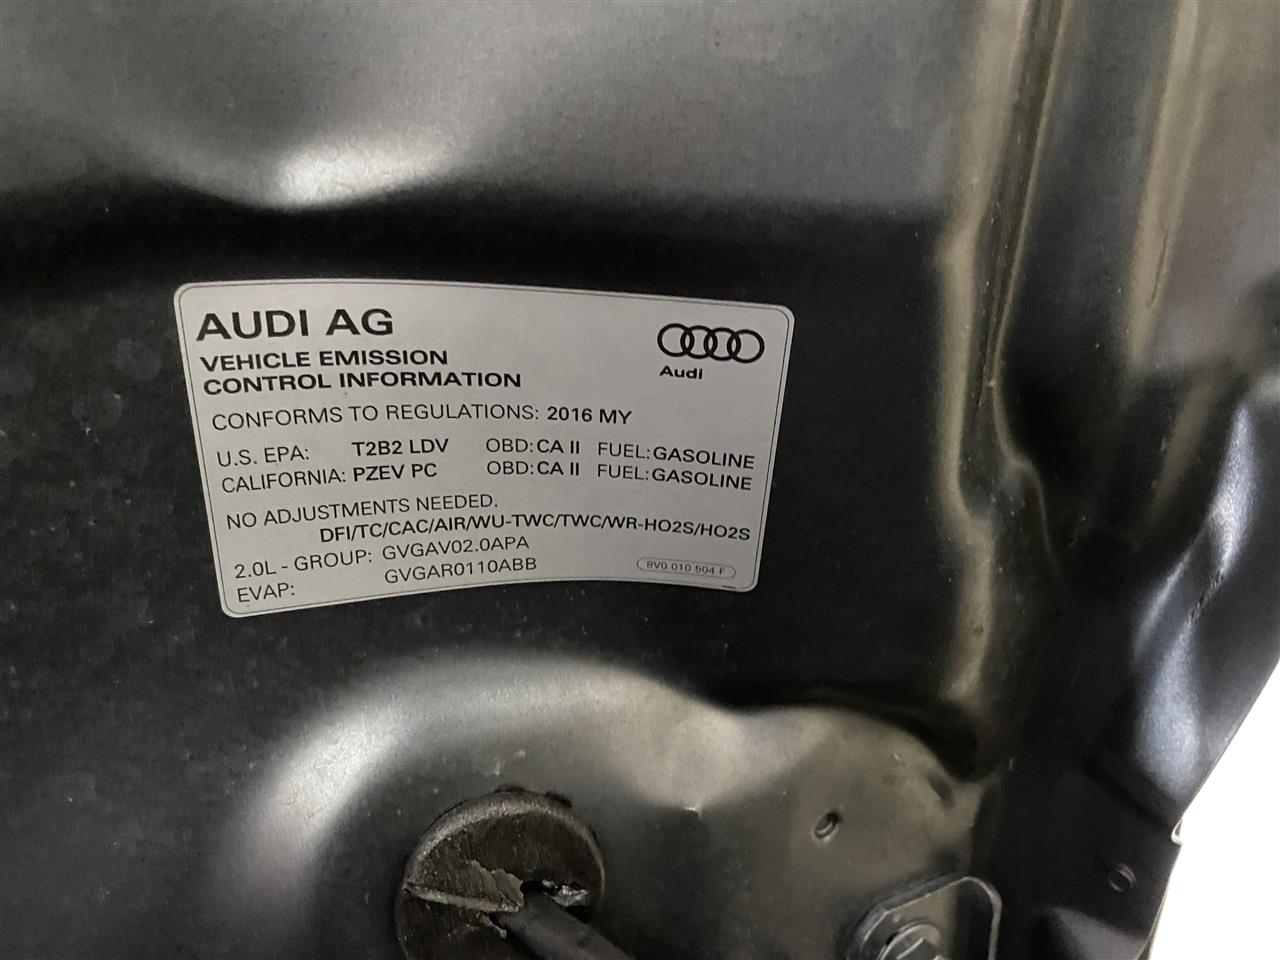 AUDI AG
Audi
VEHICLE EMISSION
CONTROL INFORMATION
CONFORMS TO REGULATIONS: 2016 MY
U.S. EPA: T2B2 LDV OBD: CA II FUEL: GASOLINE
CALIFORNIA: PZEV PC OBD: CA II FUEL: GASOLINE
NO ADJUSTMENTS NEEDED.
DFI/TC/CAC/AIR/WU-TWC/TWC/WR-HO2S/HO2S
2.0L - GROUP: GVGAV02.0APA
EVAP: GVGAR0110ABB
8V0 010 504 F